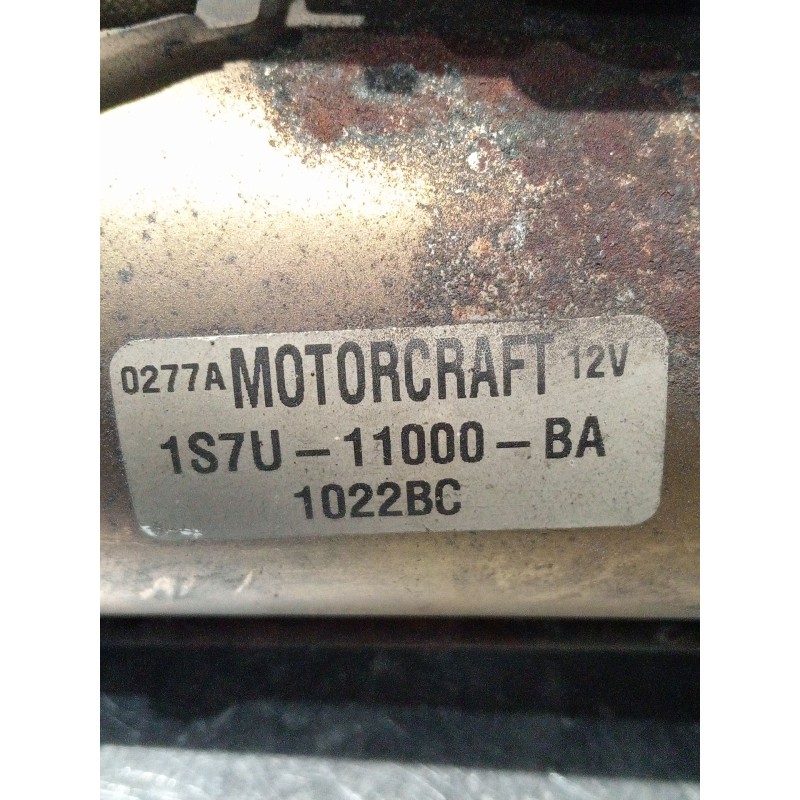 0277A MOTORCRAFT 12V
1S7U-11000-BA
1022BC